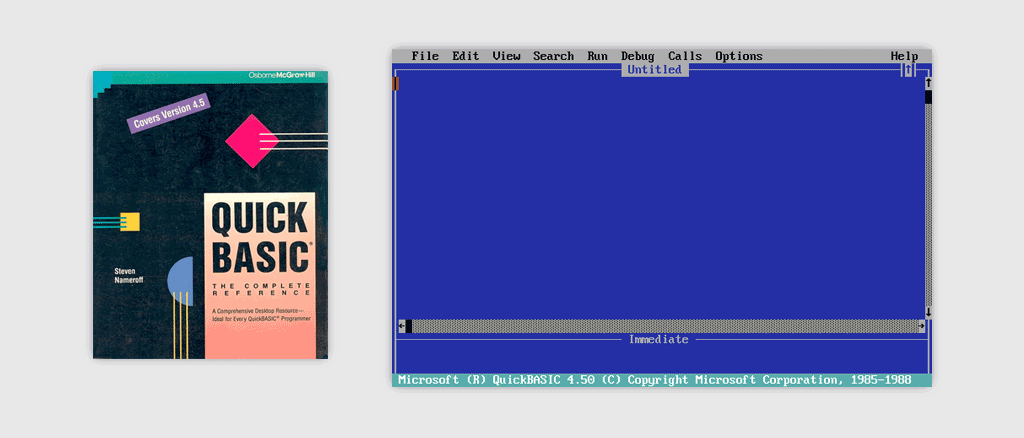 OsborneMcGraw-Hill
Covers Version 4.5
QUICK
BASIC®
THE COMPLETE
REFERENCE
Steven
Nameroff
A Comprehensive Desktop Resource—
Ideal for Every QuickBASIC® Programmer
File Edit View Search Run Debug Calls Options Help
Untitled
Immediate
Microsoft (R) QuickBASIC 4.50 (C) Copyright Microsoft Corporation, 1985-1988